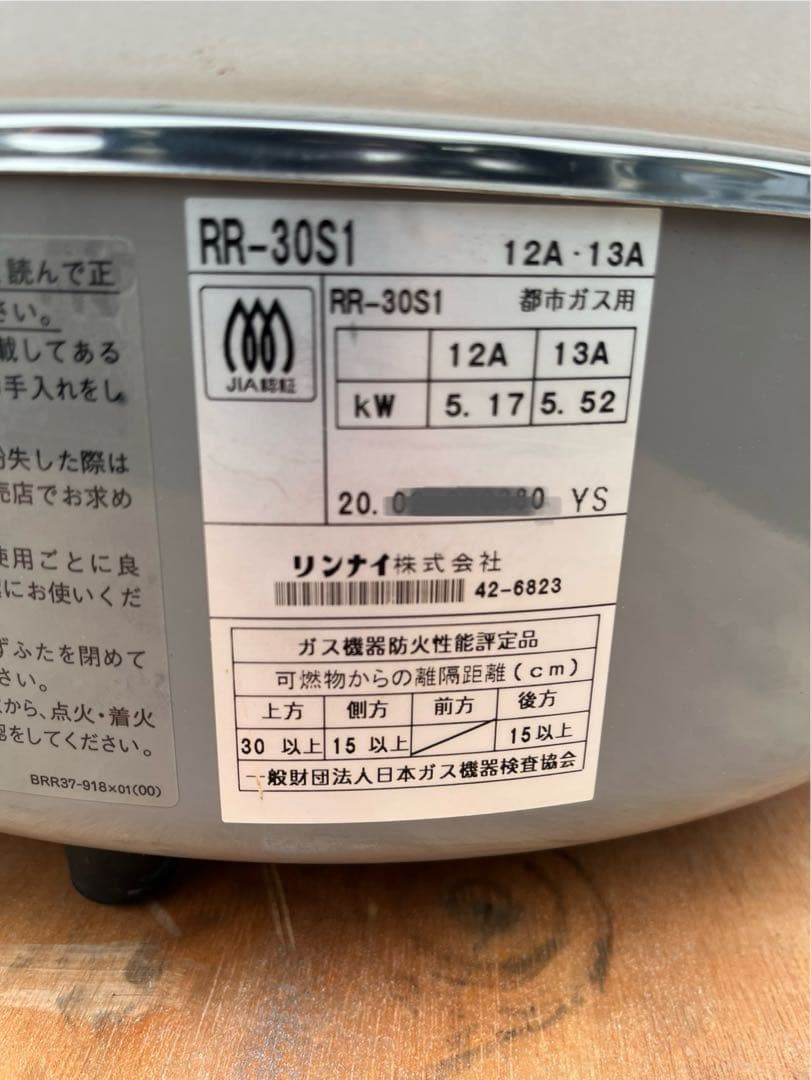 読んで正
さい。
載してある
手入れをし
紛失した際は
売店でお求め
使用ごとに良
にお使いくだ
ずふたを閉めて
さい。
から、点火・着火
認をしてください。
BRR37-918×01(00)
RR-30S1 12A・13A
JIA認証
RR-30S1 都市ガス用
12A 13A
kW 5.17 5.52
20.0 80 YS
リンナイ株式会社
42-6823
ガス機器防火性能評定品
可燃物からの離隔距離(cm)
上方 側方 前方 後方
30 以上 15 以上 15以上
一般財団法人日本ガス機器検査協会